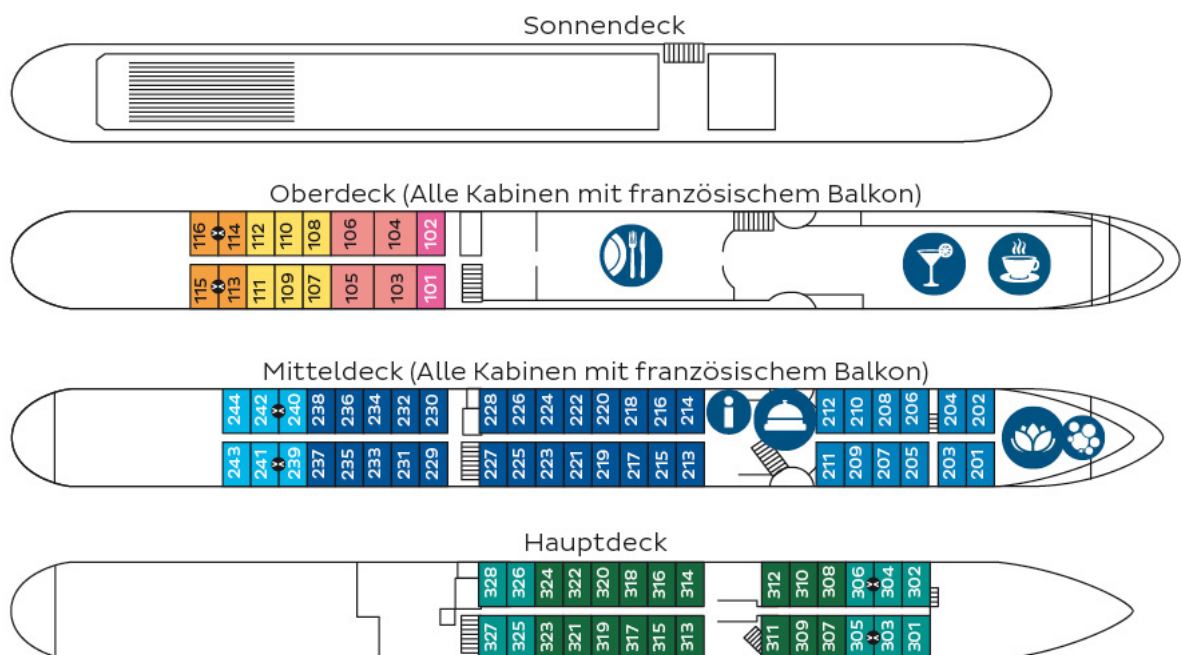 Sonnendeck
Oberdeck (Alle Kabinen mit französischem Balkon)
116 114 112 110 108 106 104 102
115 113 111 109 107 105 103 101
Mitteldeck (Alle Kabinen mit französischem Balkon)
244 242 240 238 236 234 232 230 228 226 224 222 220 218 216 214 212 210 208 206 204 202
243 241 239 237 235 233 231 229 227 225 223 221 219 217 215 213 211 209 207 205 203 201
Hauptdeck
328 326 324 322 320 318 316 314 312 310 308 306 304 302
327 325 323 321 319 317 315 313 311 309 307 305 303 301